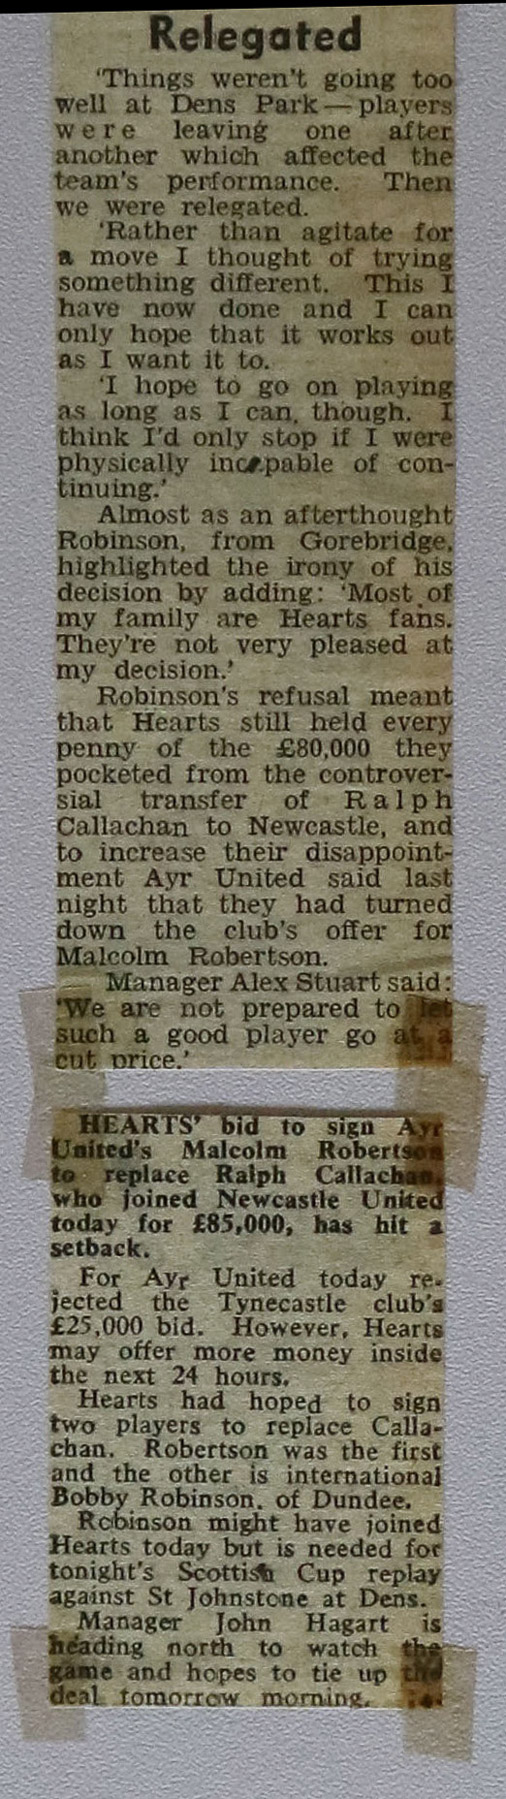 Relegated
'Things weren't going too
well at Dens Park—players
were leaving one after
another which affected the
team's performance. Then
we were relegated.
'Rather than agitate for
a move I thought of trying
something different. This I
have now done and I can
only hope that it works out
as I want it to.
'I hope to go on playing
as long as I can, though. I
think I'd only stop if I were
physically incapable of con-
tinuing.'
Almost as an afterthought
Robinson, from Gorebridge,
highlighted the irony of his
decision by adding: 'Most of
my family are Hearts fans.
They're not very pleased at
my decision.'
Robinson's refusal meant
that Hearts still held every
penny of the £80,000 they
pocketed from the controver-
sial transfer of Ralph
Callachan to Newcastle, and
to increase their disappoint-
ment Ayr United said last
night that they had turned
down the club's offer for
Malcolm Robertson.
Manager Alex Stuart said:
'We are not prepared to let
such a good player go at a
cut price.'
HEARTS' bid to sign Ayr
United's Malcolm Robertson
to replace Ralph Callachan,
who joined Newcastle United
today for £85,000, has hit a
setback.
For Ayr United today re-
jected the Tynecastle club's
£25,000 bid. However, Hearts
may offer more money inside
the next 24 hours.
Hearts had hoped to sign
two players to replace Calla-
chan. Robertson was the first
and the other is international
Bobby Robinson, of Dundee.
Robinson might have joined
Hearts today but is needed for
tonight's Scottish Cup replay
against St Johnstone at Dens.
Manager John Hagart is
heading north to watch the
game and hopes to tie up the
deal tomorrow morning.